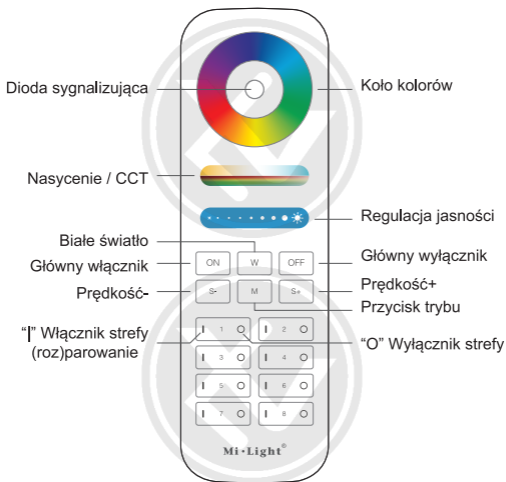 Dioda sygnalizująca
Koło kolorów
Nasycenie / CCT
Regulacja jasności
Białe światło
Główny włącznik
Główny wyłącznik
ON W OFF
Prędkość-
S- M S+
Prędkość+
Przycisk trybu
“|” Włącznik strefy
(roz)parowanie
“O” Wyłącznik strefy
I 1 O I 2 O
I 3 O I 4 O
I 5 O I 6 O
I 7 O I 8 O
Mi·Light®